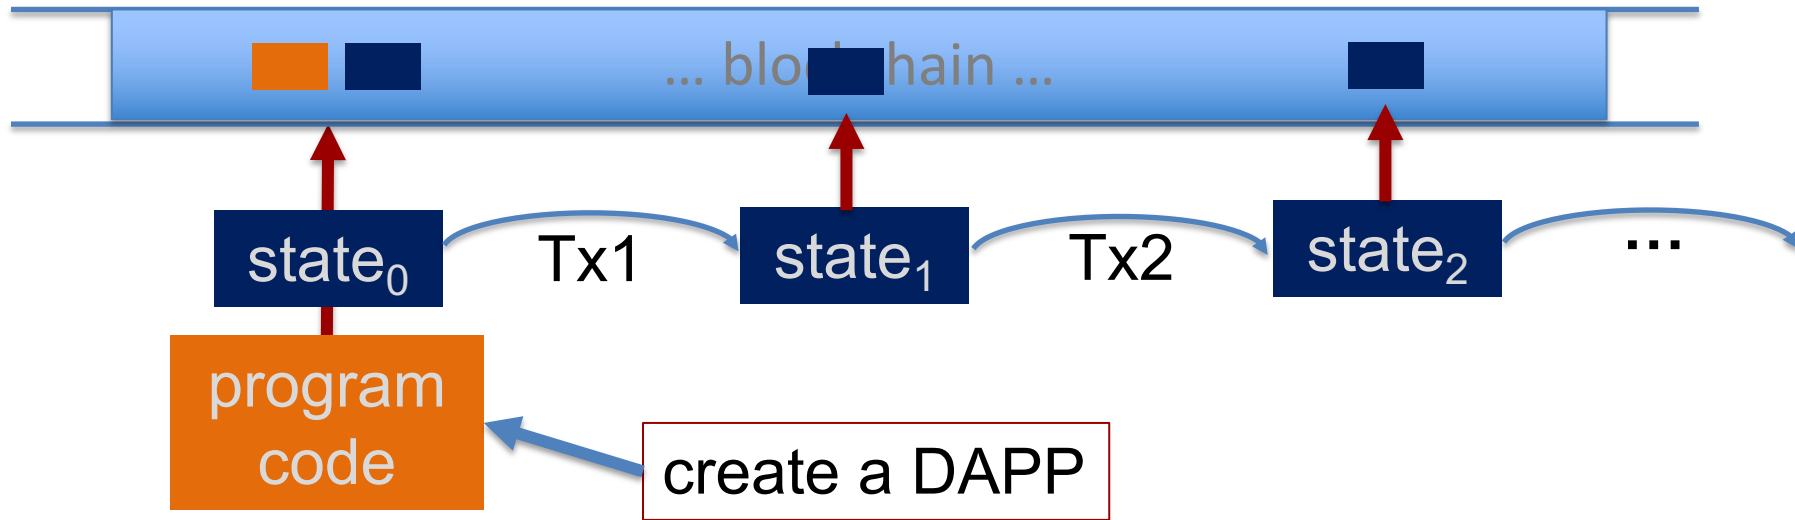 ... blo hain ...
state₀
Tx1
state₁
Tx2
state₂
...
program
code
create a DAPP